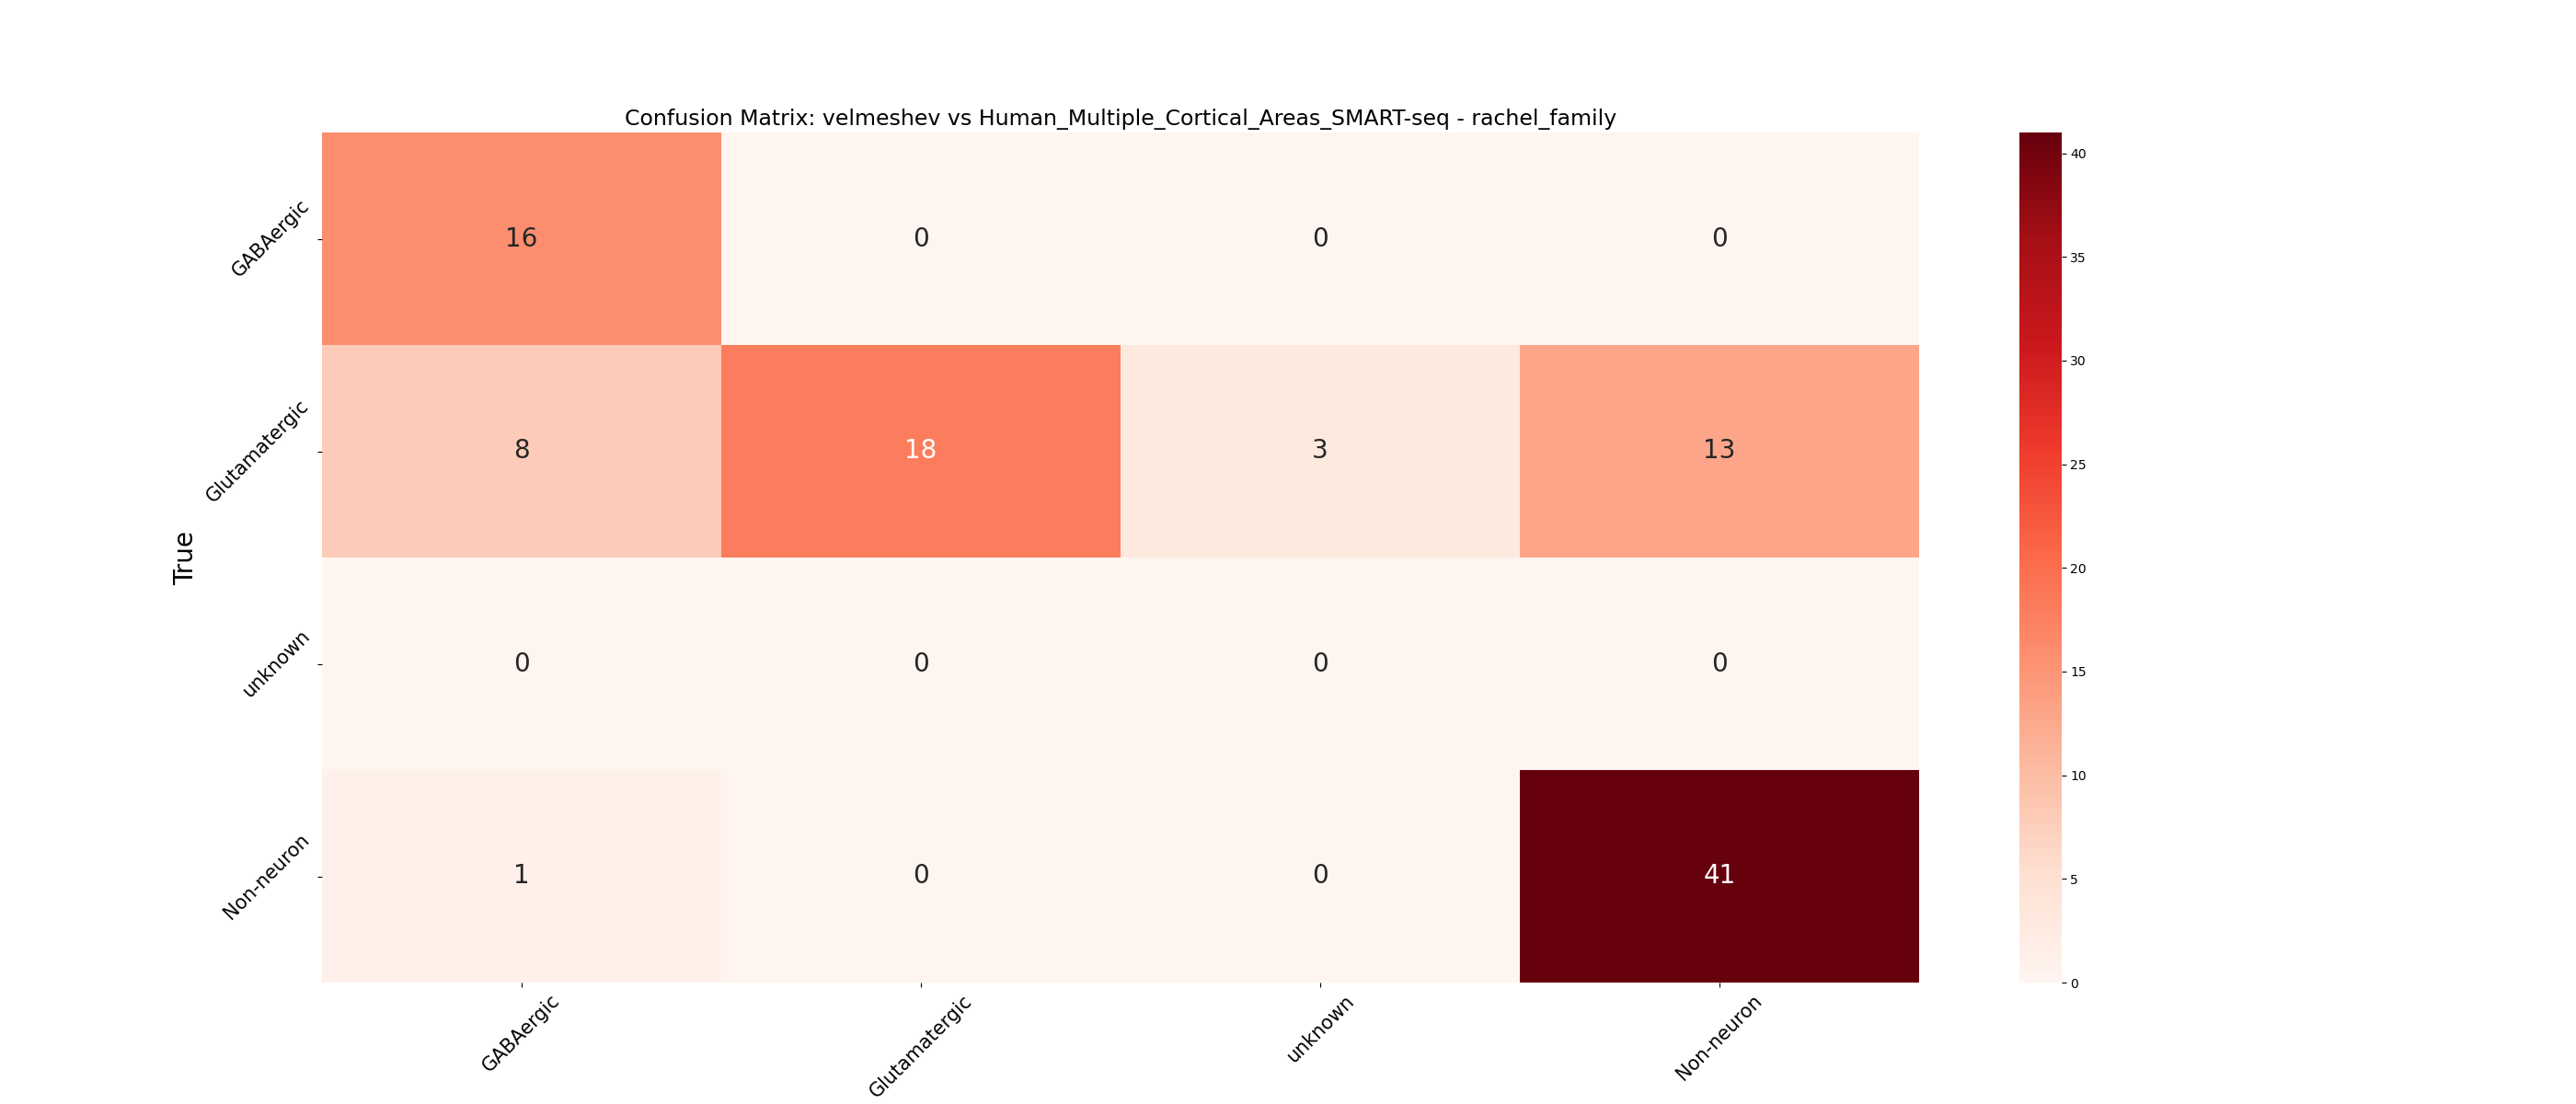 Confusion Matrix: velmeshev vs Human_Multiple_Cortical_Areas_SMART-seq - rachel_family
True
GABAergic
16 0 0 0
Glutamatergic
8 18 3 13
unknown
0 0 0 0
Non-neuron
1 0 0 41
GABAergic Glutamatergic unknown Non-neuron
40
35
30
25
20
15
10
5
0